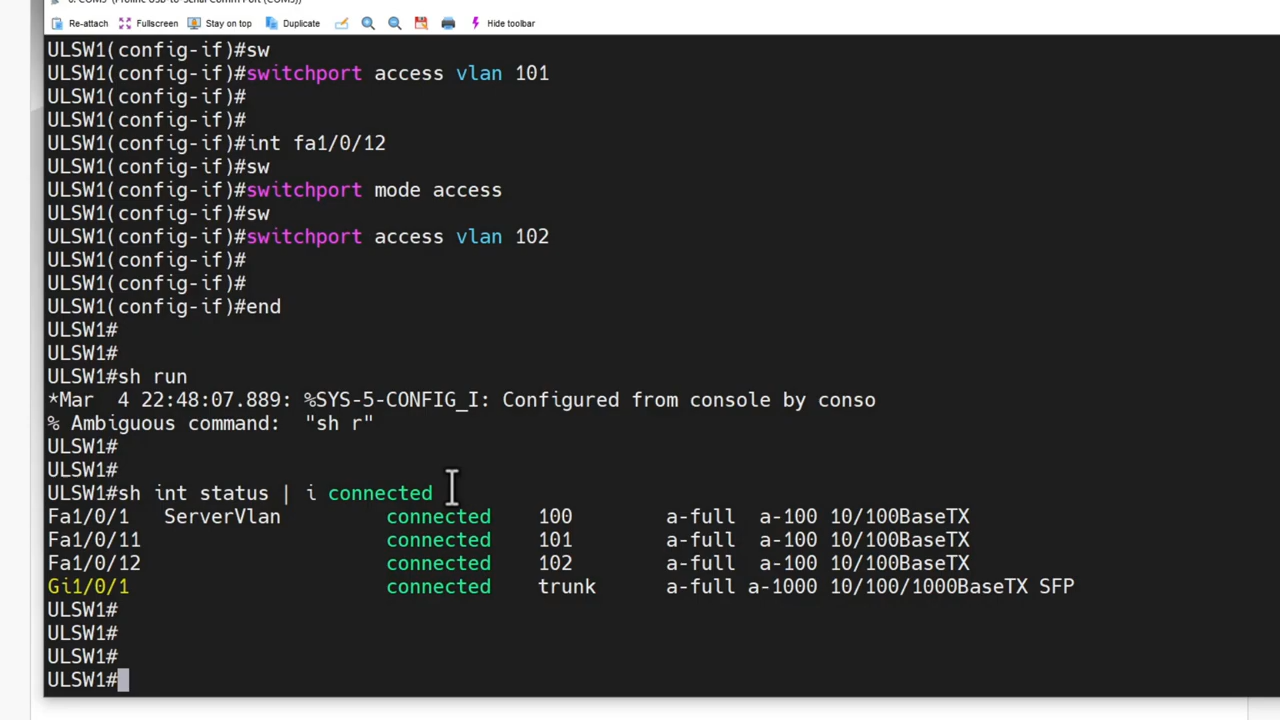 Re-attach Fullscreen Stay on top Duplicate Hide toolbar
ULSW1(config-if)#sw
ULSW1(config-if)#switchport access vlan 101
ULSW1(config-if)#
ULSW1(config-if)#
ULSW1(config-if)#int fa1/0/12
ULSW1(config-if)#sw
ULSW1(config-if)#switchport mode access
ULSW1(config-if)#sw
ULSW1(config-if)#switchport access vlan 102
ULSW1(config-if)#
ULSW1(config-if)#
ULSW1(config-if)#end
ULSW1#
ULSW1#
ULSW1#sh run
*Mar  4 22:48:07.889: %SYS-5-CONFIG_I: Configured from console by conso
% Ambiguous command:  "sh r"
ULSW1#
ULSW1#
ULSW1#sh int status | i connected
Fa1/0/1   ServerVlan         connected    100        a-full  a-100 10/100BaseTX
Fa1/0/11                     connected    101        a-full  a-100 10/100BaseTX
Fa1/0/12                     connected    102        a-full  a-100 10/100BaseTX
Gi1/0/1                      connected    trunk      a-full a-1000 10/100/1000BaseTX SFP
ULSW1#
ULSW1#
ULSW1#
ULSW1#